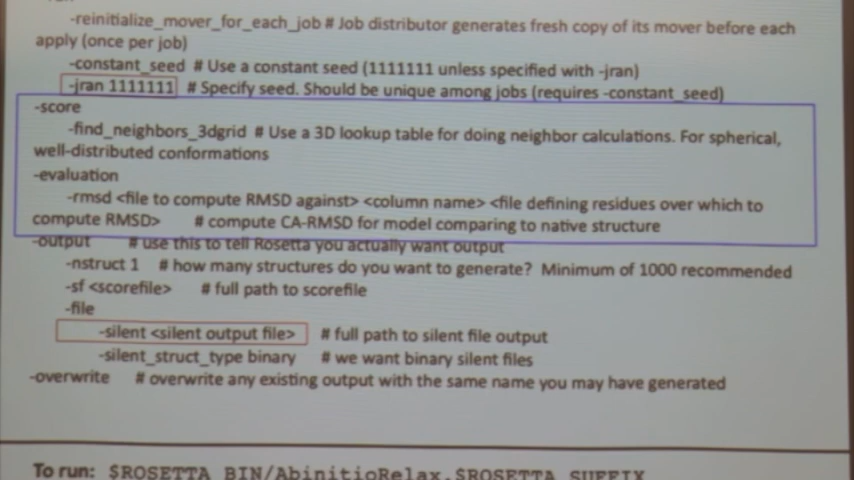 -reinitialize_mover_for_each_job # Job distributor generates fresh copy of its mover before each
apply (once per job)
-constant_seed # Use a constant seed (1111111 unless specified with -jran)
-jran 1111111 # Specify seed. Should be unique among jobs (requires -constant_seed)
-score
-find_neighbors_3dgrid # Use a 3D lookup table for doing neighbor calculations. For spherical,
well-distributed conformations
-evaluation
-rmsd <file to compute RMSD against> <column name> <file defining residues over which to
compute RMSD> # compute CA-RMSD for model comparing to native structure
-output # use this to tell Rosetta you actually want output
-nstruct 1 # how many structures do you want to generate? Minimum of 1000 recommended
-sf <scorefile> # full path to scorefile
-file
-silent <silent output file> # full path to silent file output
-silent_struct_type binary # we want binary silent files
-overwrite # overwrite any existing output with the same name you may have generated
To run: $ROSETTA_BIN/AbinitioRelax.$ROSETTA_SUFFIX